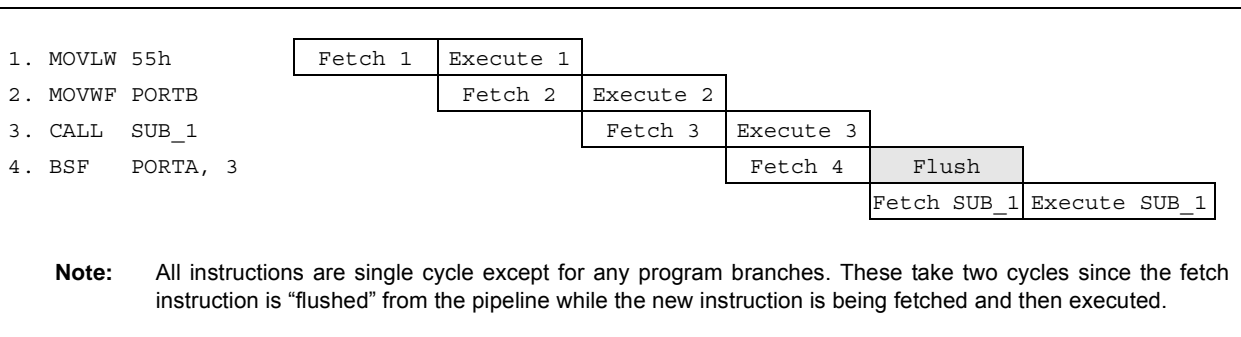 1. MOVLW 55h Fetch 1 Execute 1
2. MOVWF PORTB Fetch 2 Execute 2
3. CALL SUB_1 Fetch 3 Execute 3
4. BSF PORTA, 3 Fetch 4 Flush
Fetch SUB_1 Execute SUB_1
Note: All instructions are single cycle except for any program branches. These take two cycles since the fetch
instruction is “flushed” from the pipeline while the new instruction is being fetched and then executed.